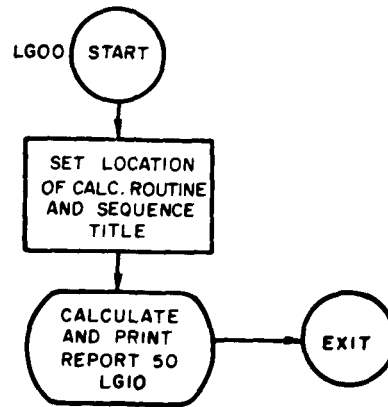 LG00 START
SET LOCATION
OF CALC. ROUTINE
AND SEQUENCE
TITLE
CALCULATE
AND PRINT
REPORT 50
LG10
EXIT